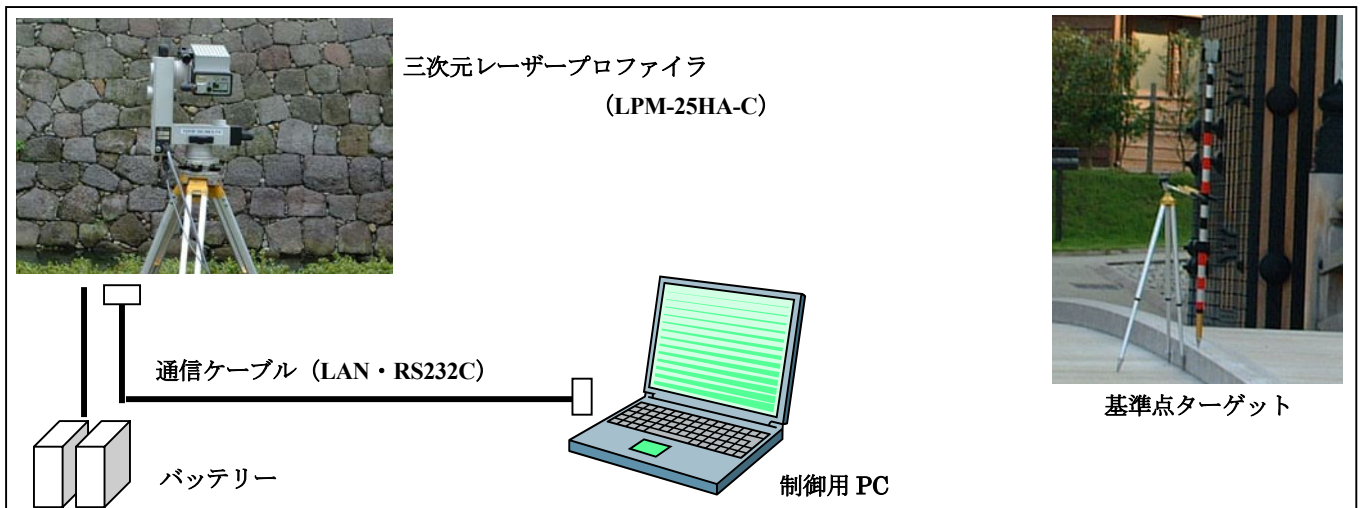 三次元レーザープロファイラ
（LPM-25HA-C）
通信ケーブル（LAN・RS232C）
基準点ターゲット
バッテリー
制御用 PC